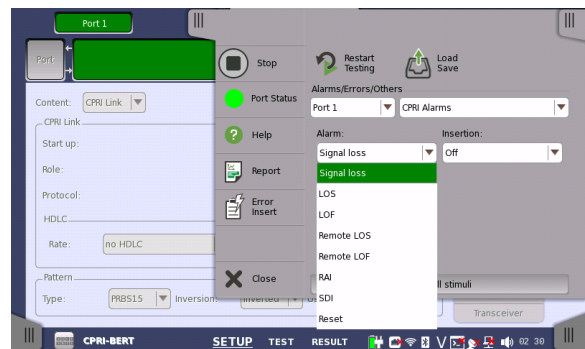 Port 1
Port
Content: CPRI Link
CPRI Link
Start up:
Role:
Protocol:
HDLC
Rate: no HDLC
Pattern
Type: PRBS15 Inversion: Inverted
Transceiver
Stop
Port Status
Help
Report
Error
Insert
Close
Restart
Testing
Load
Save
Alarms/Errors/Others
Port 1 CPRI Alarms
Alarm: Insertion:
Signal loss Off
Signal loss
LOS
LOF
Remote LOS
Remote LOF
RAI
SDI
Reset
ll stimuli
CPRI-BERT SETUP TEST RESULT 02 30